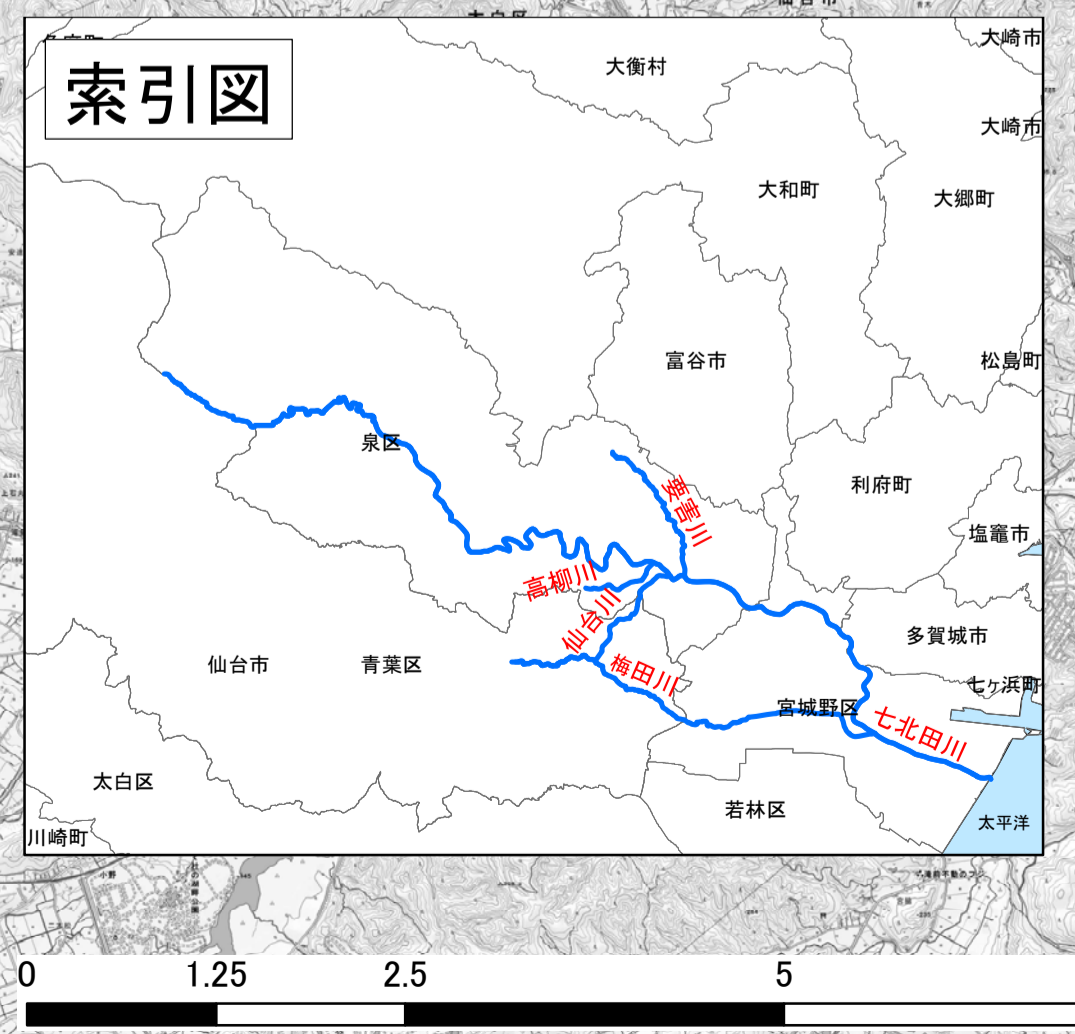 索引図
大衡村
大崎市
大崎市
大和町
大郷町
富谷市
松島町
泉区
利府町
要害川
塩竈市
高柳川
仙台川
多賀城市
仙台市
青葉区
梅田川
七ヶ浜町
宮城野区
七北田川
太白区
若林区
太平洋
川崎町
小野
0 1.25 2.5 5